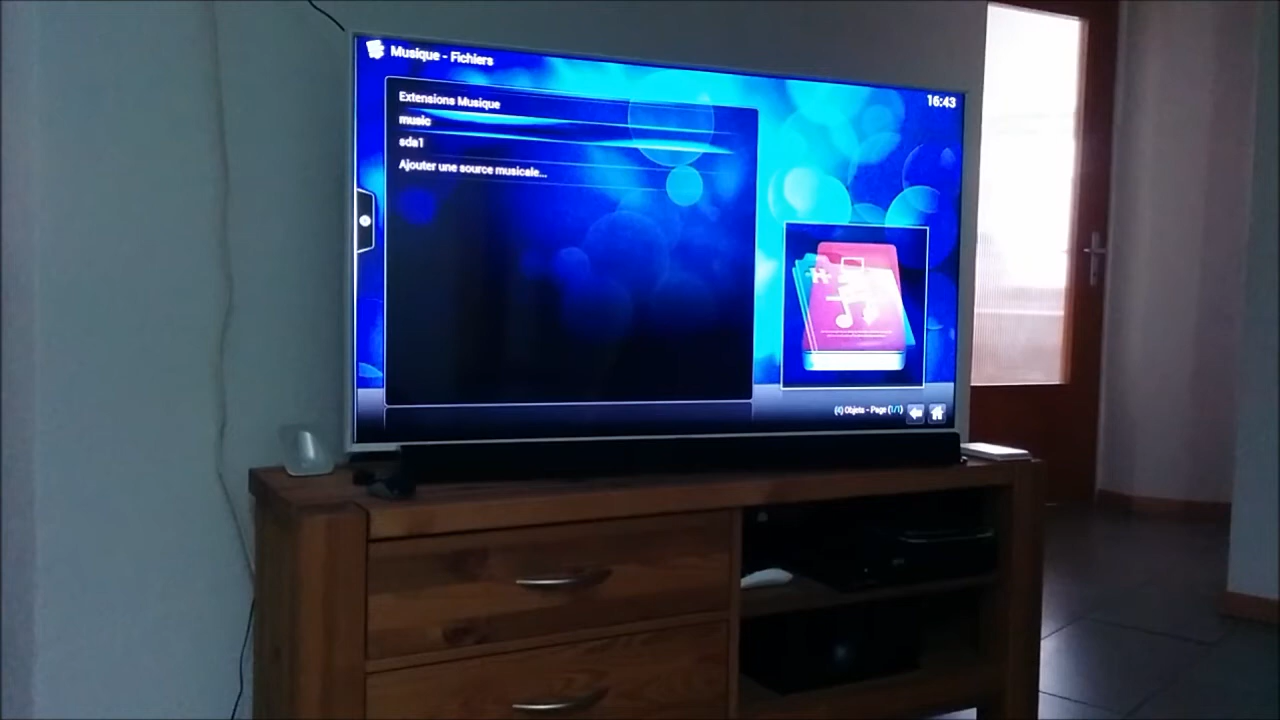 Musique - Fichiers
16:43
Extensions Musique
music
sda1
Ajouter une source musicale...
(4) Objets - Page (1/1)